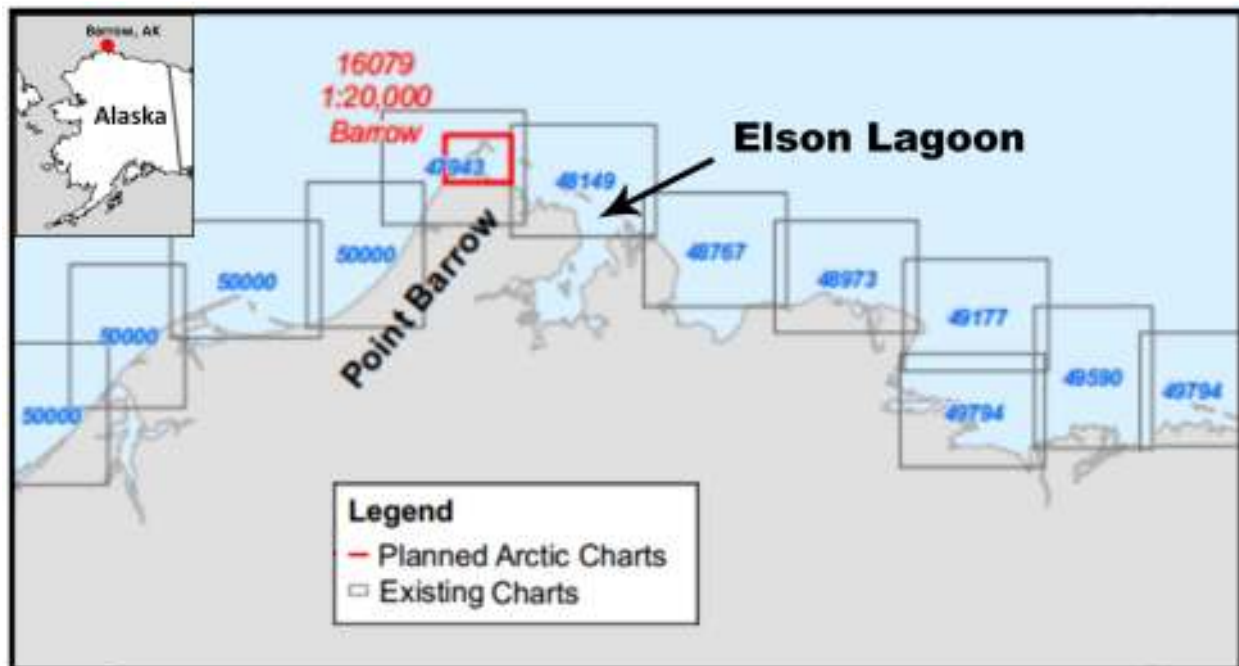 Barrow, AK
Alaska
16079
1:20,000
Barrow
Elson Lagoon
47943
48149
50000
48767
50000
48973
49177
50000
49590
49794
50000
49794
Point Barrow
Legend
Planned Arctic Charts
Existing Charts